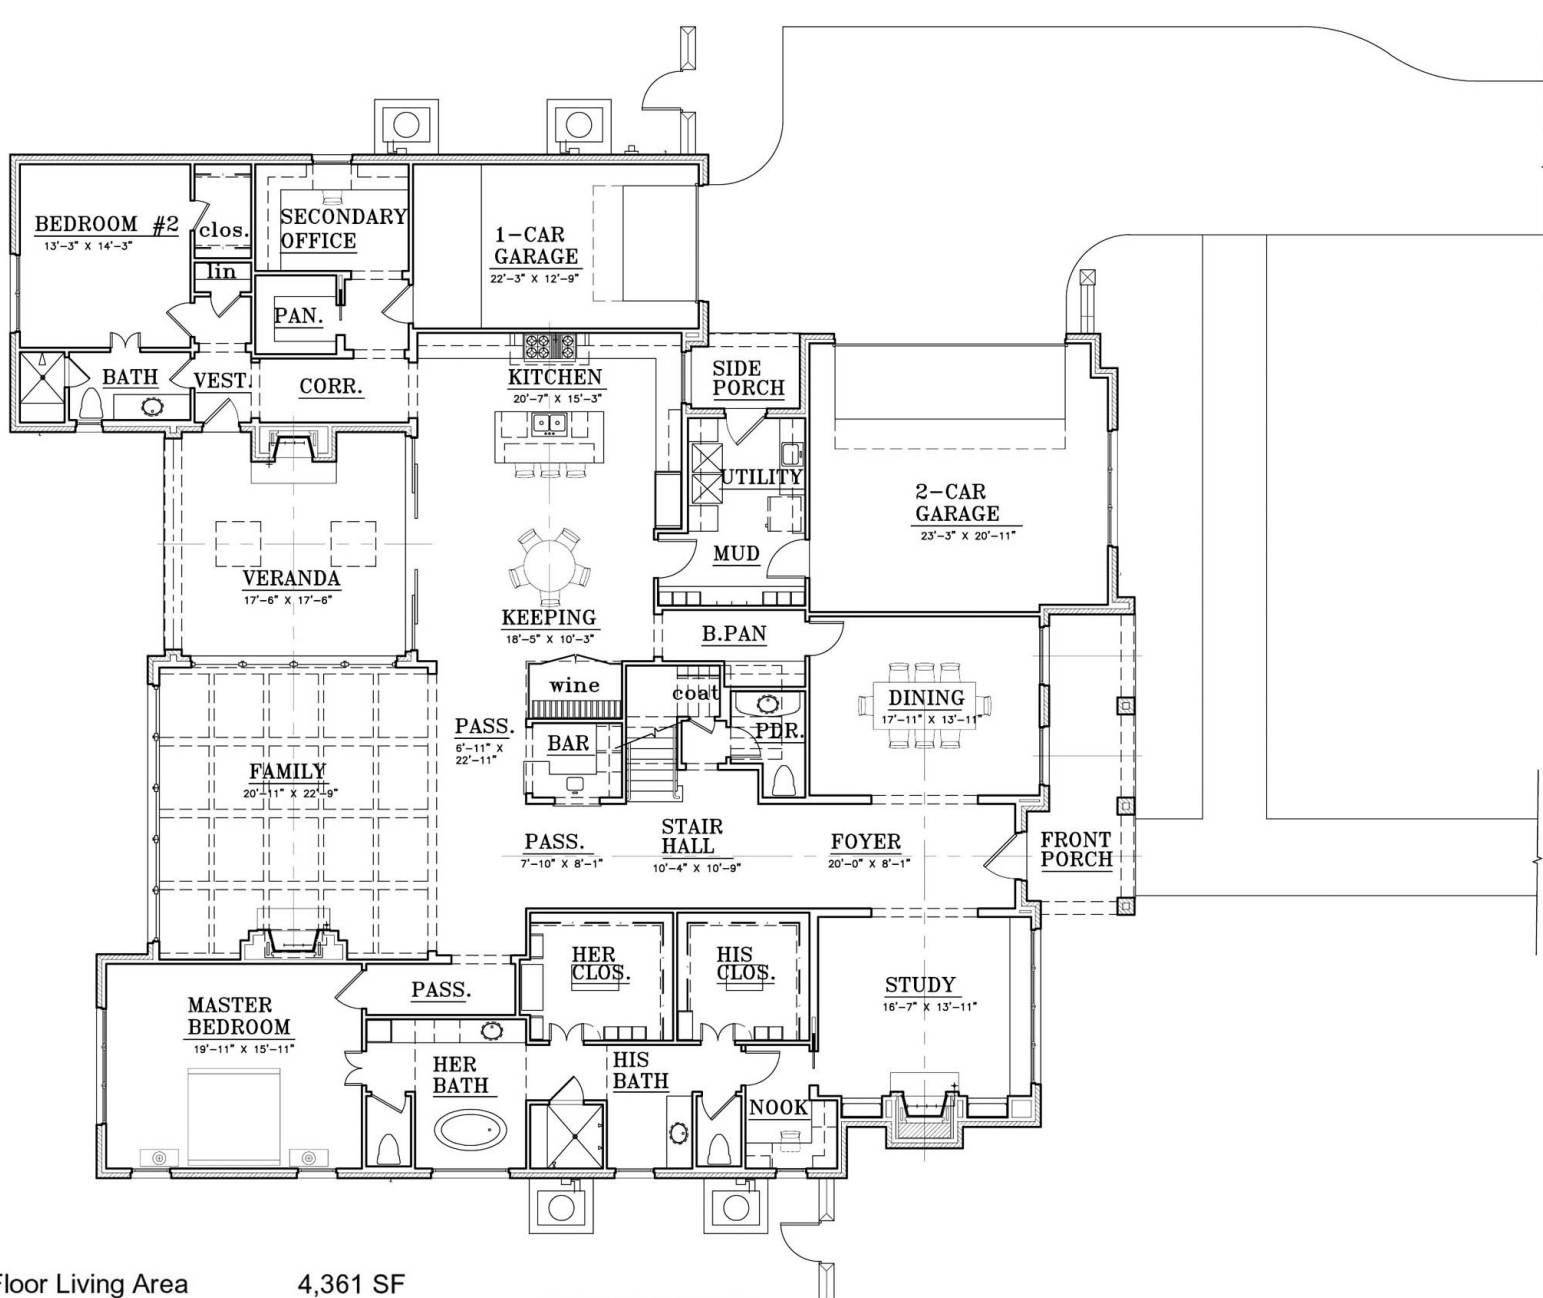 BEDROOM #2
13'-3" X 14'-3"
clos.
SECONDARY
OFFICE
1-CAR
GARAGE
22'-3" X 12'-9"
lin
PAN.
BATH
VEST.
CORR.
KITCHEN
20'-7" X 15'-3"
SIDE
PORCH
UTILITY
2-CAR
GARAGE
23'-3" X 20'-11"
MUD
VERANDA
17'-6" X 17'-6"
KEEPING
18'-5" X 10'-3"
B.PAN
wine
coat
DINING
17'-11" X 13'-11"
PASS.
6'-11" X
22'-11"
BAR
PDR.
FAMILY
20'-11" X 22'-9"
PASS.
7'-10" X 8'-1"
STAIR
HALL
10'-4" X 10'-9"
FOYER
20'-0" X 8'-1"
FRONT
PORCH
HER
CLOS.
HIS
CLOS.
PASS.
STUDY
16'-7" X 13'-11"
MASTER
BEDROOM
19'-11" X 15'-11"
HER
BATH
HIS
BATH
NOOK
Floor Living Area 4,361 SF